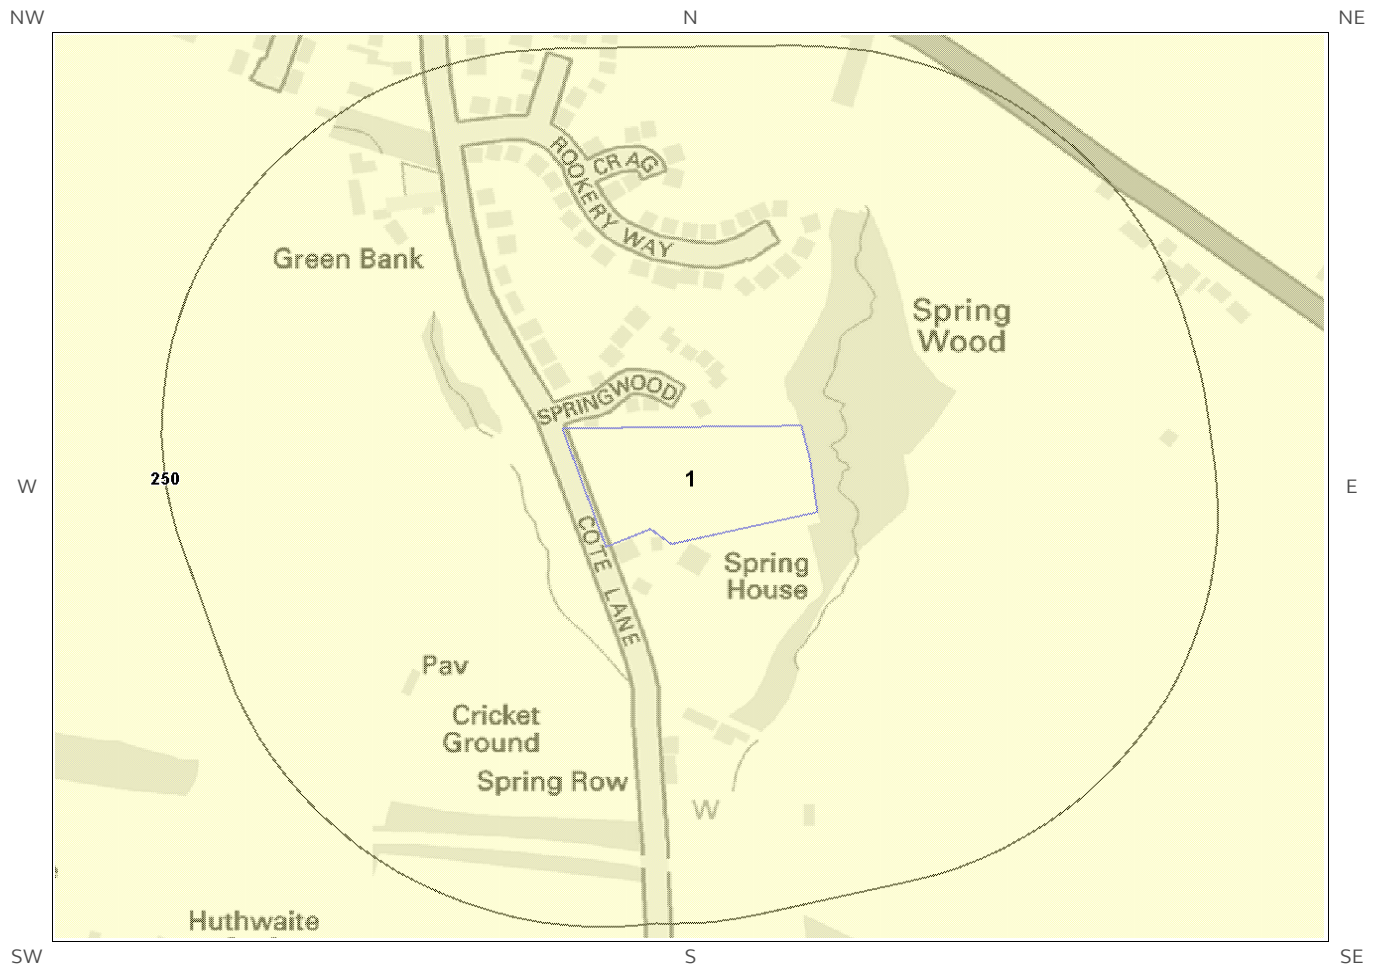 NW
N
NE
CRAG
ROOKERY WAY
Green Bank
Spring
Wood
SPRINGWOOD
W
250
1
E
COTE LANE
Spring
House
Pav
Cricket
Ground
Spring Row
W
Huthwaite
SW
S
SE